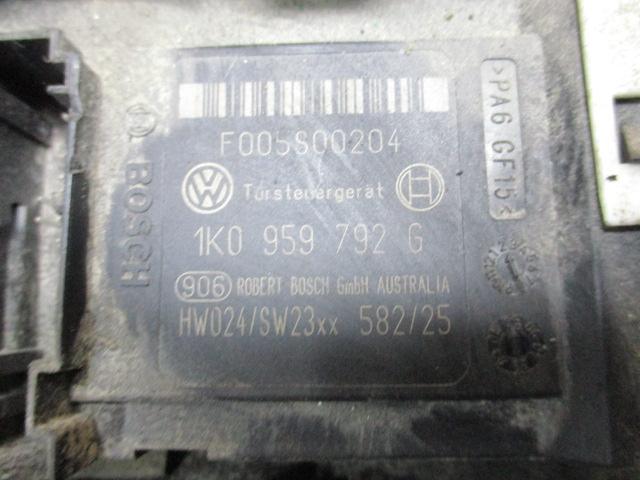 F005S00204
Türsteuergerät
1K0 959 792 G
906 ROBERT BOSCH GmbH AUSTRALIA
HW024/SW23xx 582/25
BOSCH
>PA6 GF15<